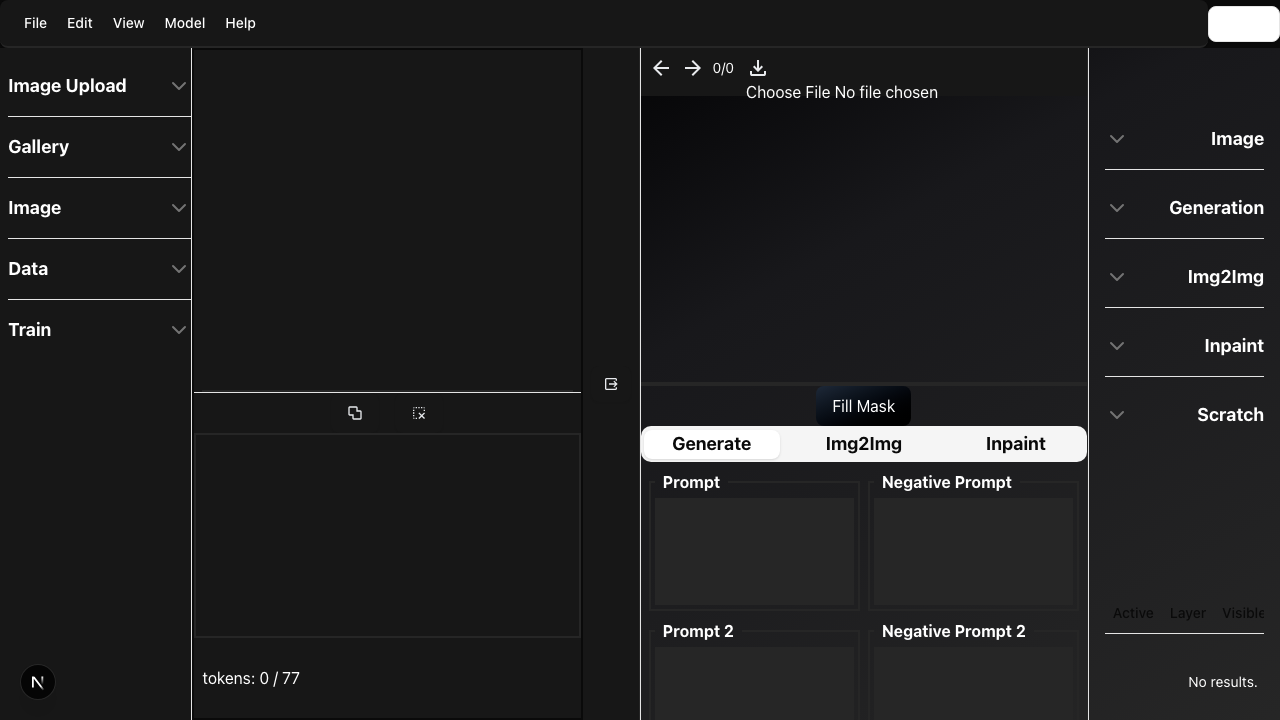 File Edit View Model Help
Image Upload
Gallery
Image
Data
Train
tokens: 0 / 77
0/0
Choose File No file chosen
Fill Mask
Generate Img2Img Inpaint
Prompt Negative Prompt
Prompt 2 Negative Prompt 2
Image
Generation
Img2Img
Inpaint
Scratch
Active Layer Visible
No results.
N